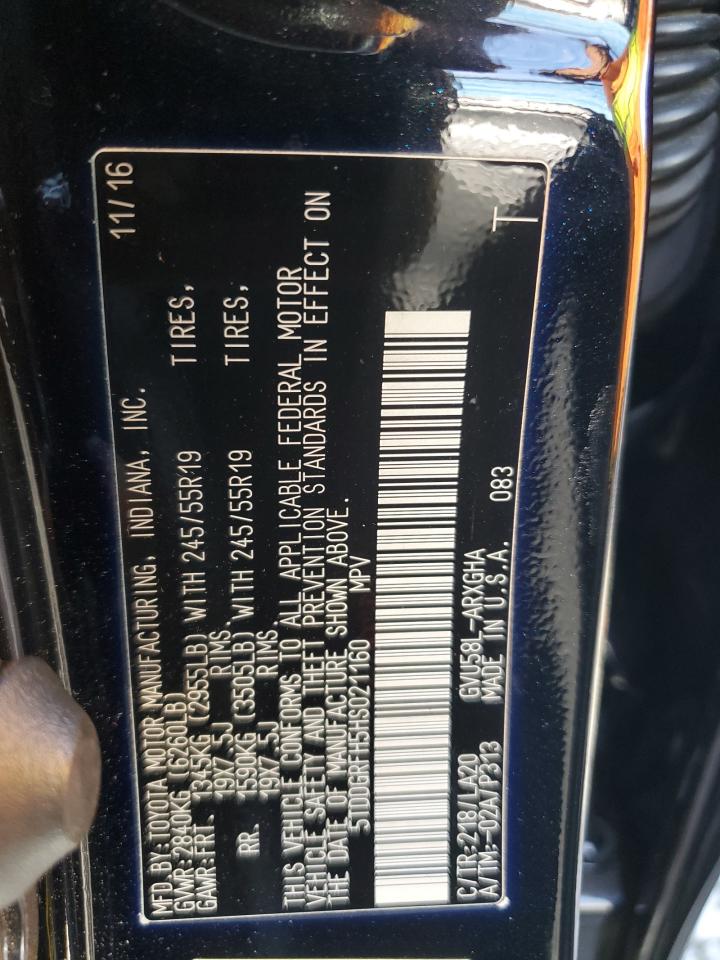 MFD BY:TOYOTA MOTOR MANUFACTURING, INDIANA, INC. 11/16
GVWR:2840KG (6260LB)
GAWR:FRT. 1345KG (2955LB) WITH 245/55R19 TIRES,
19X7.5J RIMS
RR. 1590KG (3505LB) WITH 245/55R19 TIRES,
19X7.5J RIMS
THIS VEHICLE CONFORMS TO ALL APPLICABLE FEDERAL MOTOR
VEHICLE SAFETY AND THEFT PREVENTION STANDARDS IN EFFECT ON
THE DATE OF MANUFACTURE SHOWN ABOVE.
5TDDGRFH5HS021160 MPV
C/TR:218/LA20 GVU58L-ARXGHA
A/TM:-02A/P313 MADE IN U.S.A. 083
T